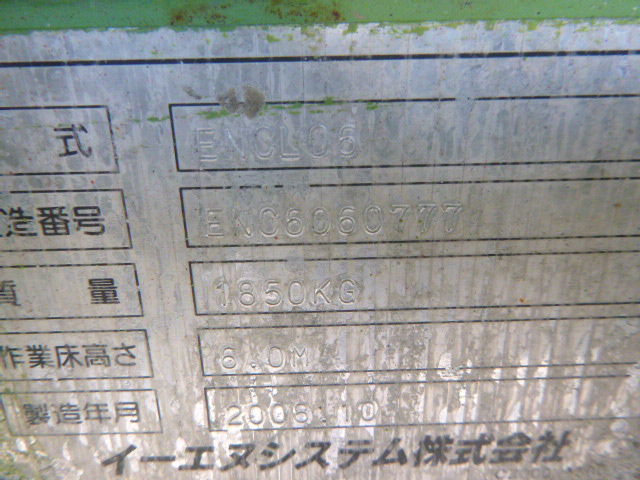 式 ENCL06
造番号 ENC6060777
質量 1850KG
作業床高さ 6.0M
製造年月 2006.10
イーエヌシステム株式会社